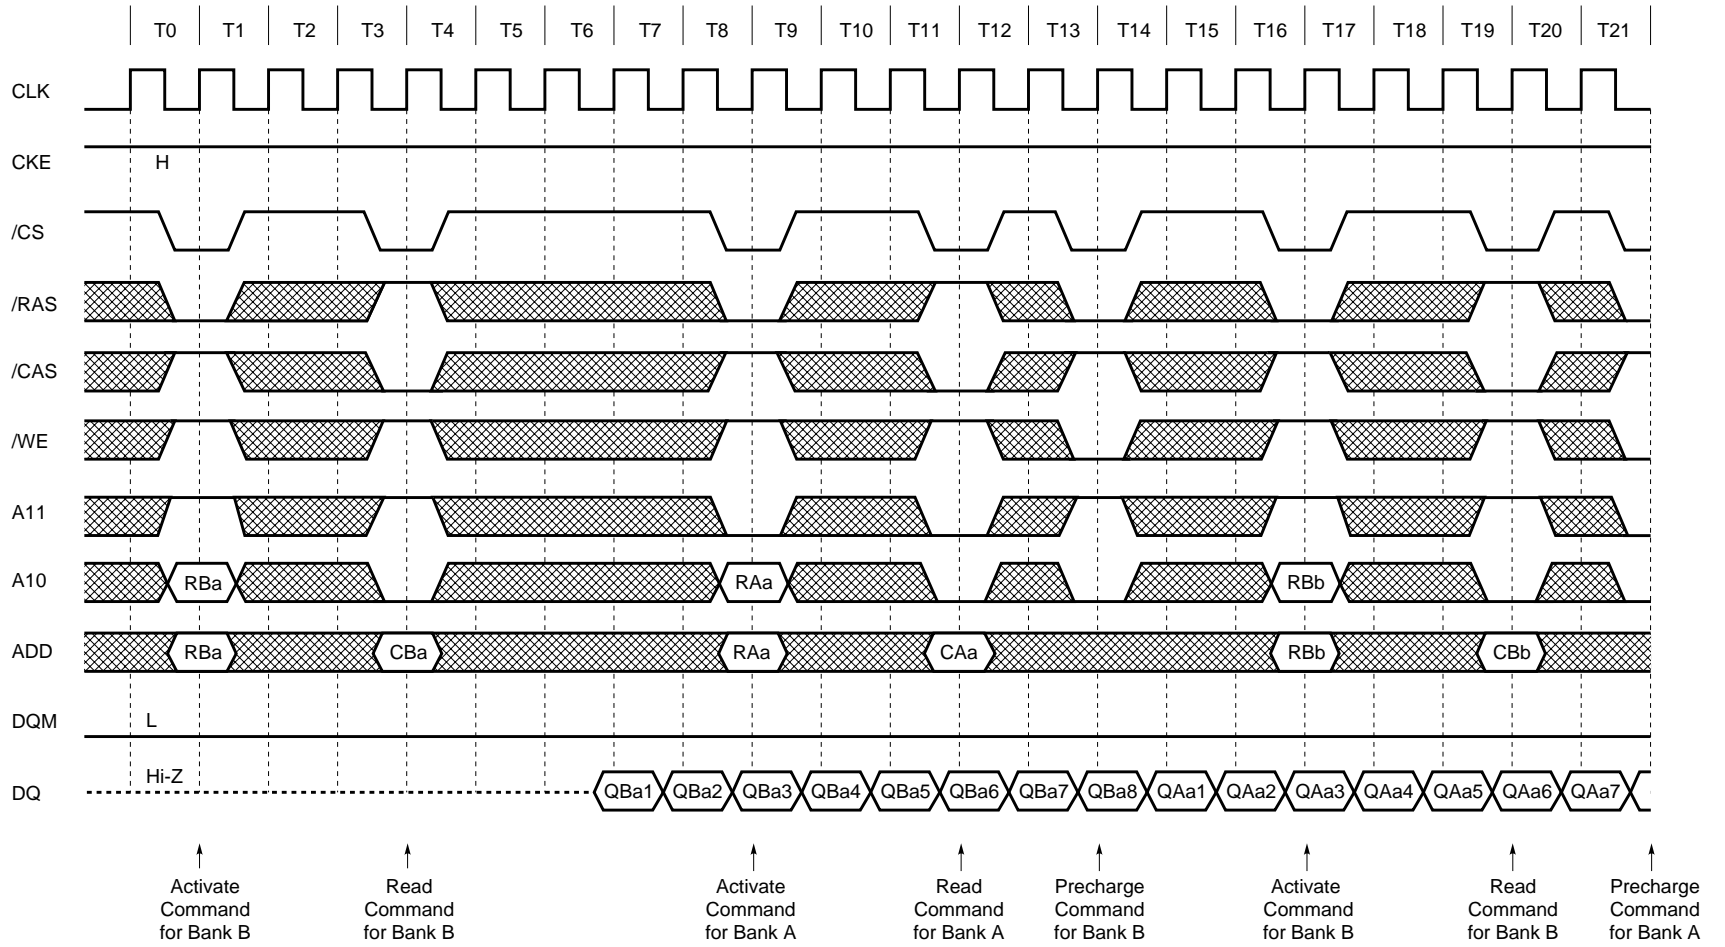 T0 T1 T2 T3 T4 T5 T6 T7 T8 T9 T10 T11 T12 T13 T14 T15 T16 T17 T18 T19 T20 T21
CLK
CKE H
/CS
/RAS
/CAS
/WE
A11
A10 RBa RAa RBb
ADD RBa CBa RAa CAa RBb CBb
DQM L
DQ Hi-Z QBa1 QBa2 QBa3 QBa4 QBa5 QBa6 QBa7 QBa8 QAa1 QAa2 QAa3 QAa4 QAa5 QAa6 QAa7
Activate
Command
for Bank B
Read
Command
for Bank B
Activate
Command
for Bank A
Read
Command
for Bank A
Precharge
Command
for Bank B
Activate
Command
for Bank B
Read
Command
for Bank B
Precharge
Command
for Bank A